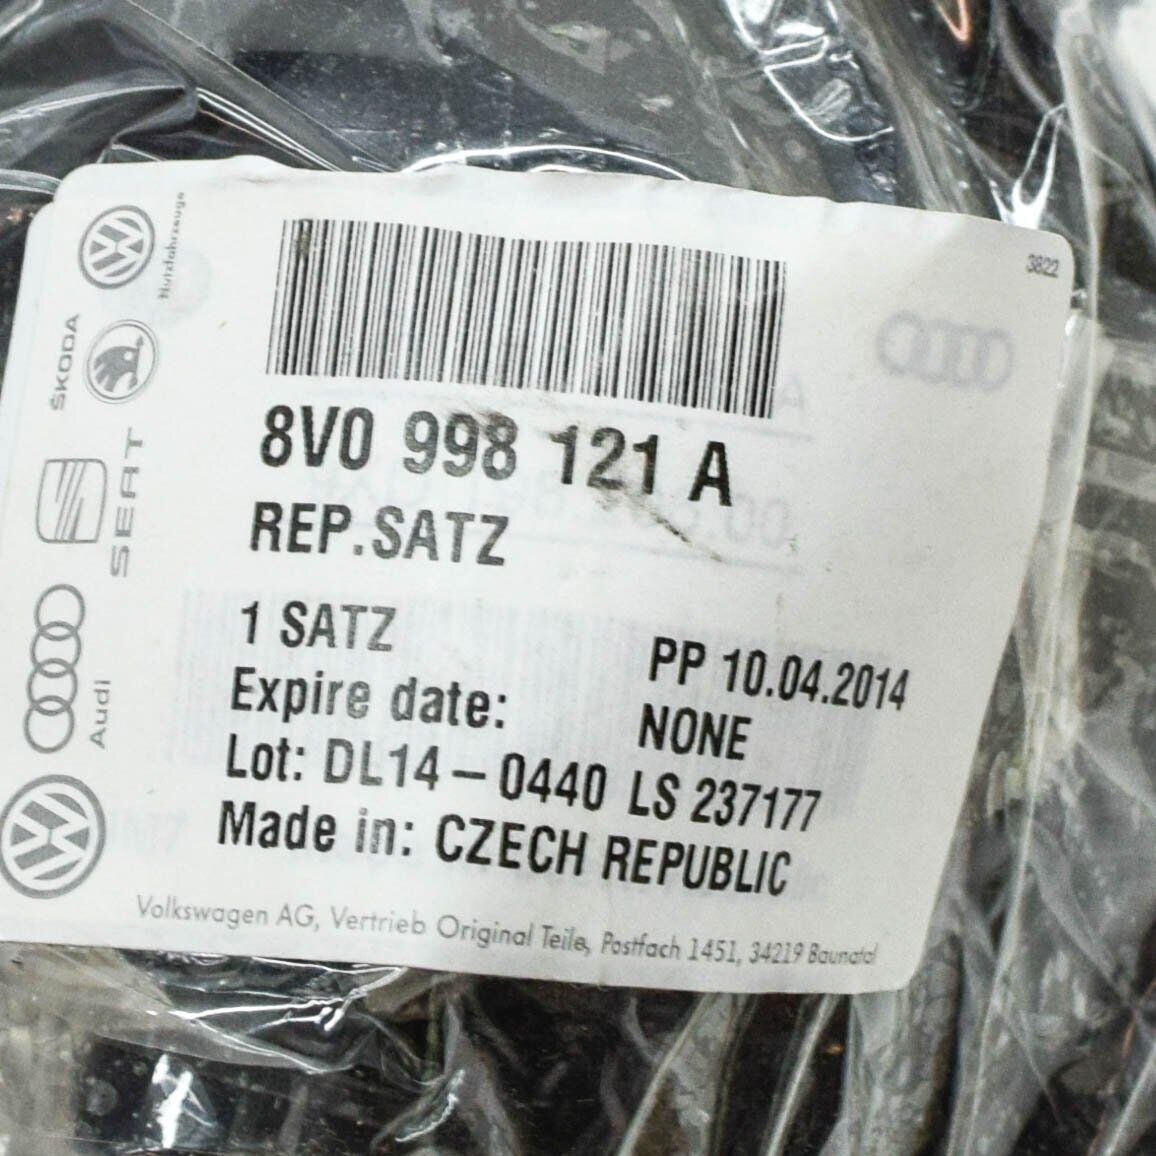 3822
Nutzfahrzeuge
ŠKODA
SEAT
Audi
8V0 998 121 A
REP.SATZ
1 SATZ
PP 10.04.2014
Expire date: NONE
Lot: DL14-0440 LS 237177
Made in: CZECH REPUBLIC
Volkswagen AG, Vertrieb Original Teile, Postfach 1451, 34219 Baunatal